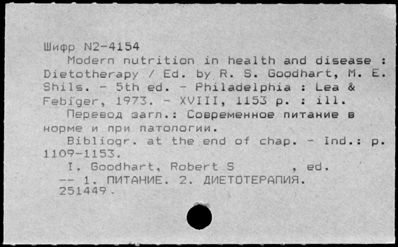 Шифр N2-4154
Modern nutrition in health and disease :
Dietotherapy / Ed. by R. S. Goodhart, M. E.
Shils. - 5th ed. - Philadelphia : Lea &
Febiger, 1973. - XVIII, 1153 p. : ill.
Перевод загл.: Современное питание в
норме и при патологии.
Bibliogr. at the end of chap. - Ind.: p.
1109-1153.
I. Goodhart, Robert S , ed.
-- 1. ПИТАНИЕ. 2. ДИЕТОТЕРАПИЯ.
251449.